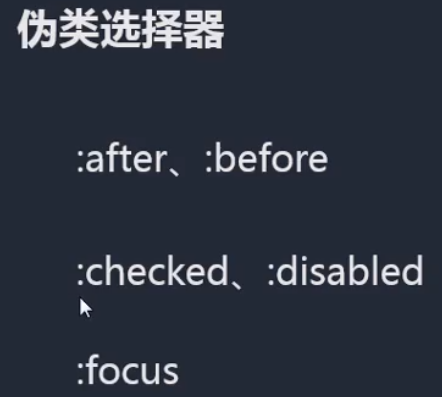 伪类选择器
:after、:before
:checked、:disabled
:focus